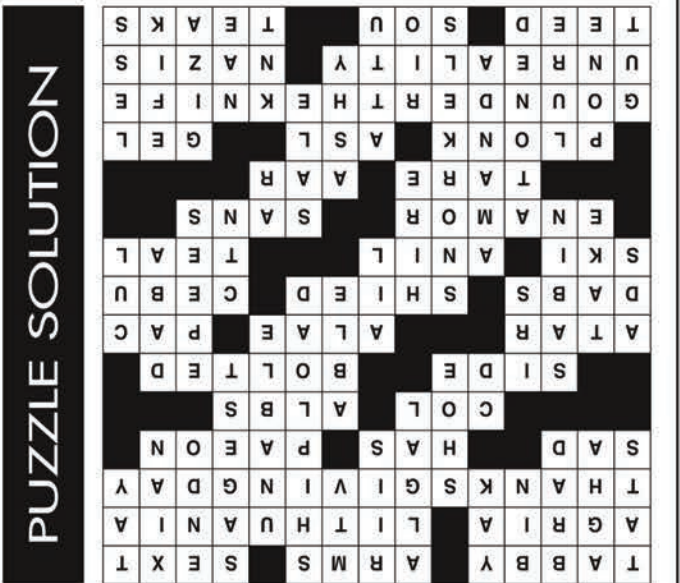 PUZZLE SOLUTION
TABBY ARMS SEXT
AGRIA LITHUANIA
THANKSGIVINGDAY
SAD HAS PAEON
COL ALBS
SIDE BOLTED
ATAR ALAE PAC
DABS SHIED CEBU
SKI ANIL TEAL
ENAMOR SANS
TARE AAR
PLONK ASL GEL
GOUNDERTHEKNIFE
UNREALITY NAZIS
TEED SOU TEAKS